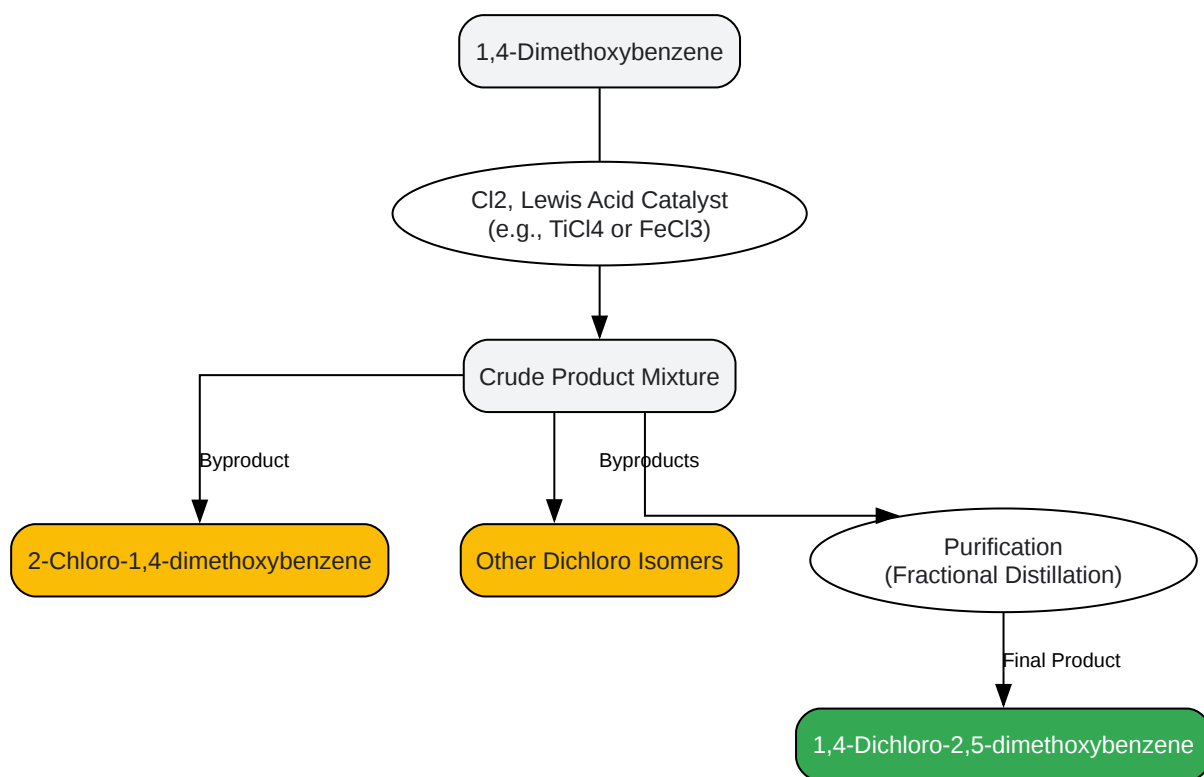 1,4-Dimethoxybenzene
Cl2, Lewis Acid Catalyst
(e.g., TiCl4 or FeCl3)
Crude Product Mixture
Byproduct
Byproducts
2-Chloro-1,4-dimethoxybenzene
Other Dichloro Isomers
Purification
(Fractional Distillation)
Final Product
1,4-Dichloro-2,5-dimethoxybenzene